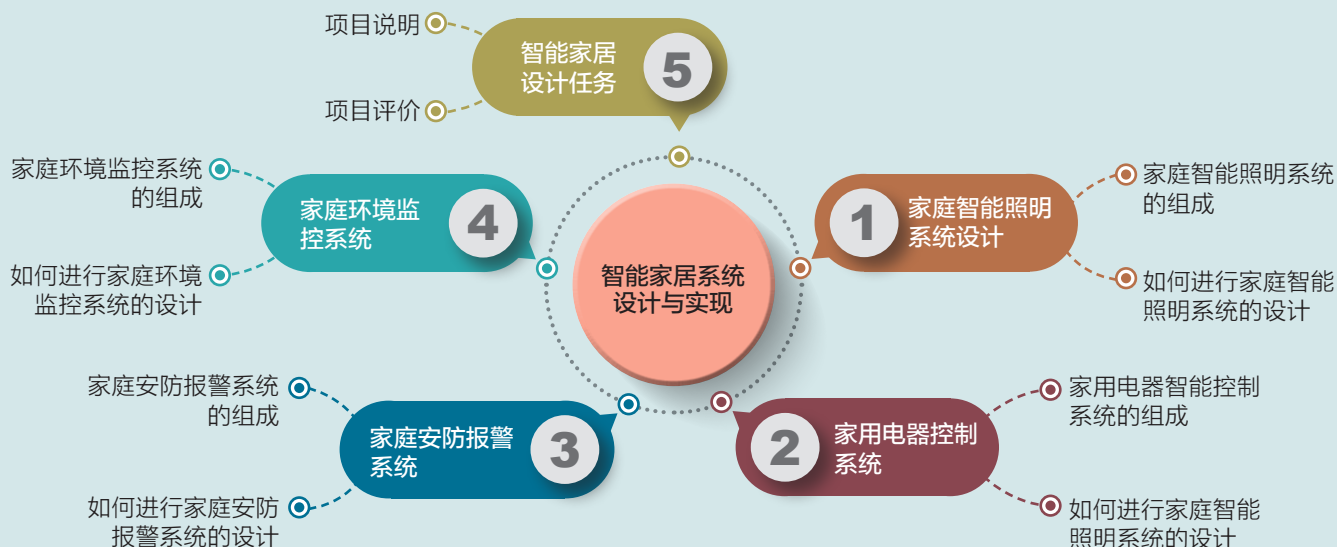 智能家居系统
设计与实现
1
家庭智能照明
系统设计
家庭智能照明系统
的组成
如何进行家庭智能
照明系统的设计
2
家用电器控制
系统
家用电器智能控制
系统的组成
如何进行家庭智能
照明系统的设计
3
家庭安防报警
系统
家庭安防报警系统
的组成
如何进行家庭安防
报警系统的设计
4
家庭环境监
控系统
家庭环境监控系统
的组成
如何进行家庭环境
监控系统的设计
5
智能家居
设计任务
项目说明
项目评价